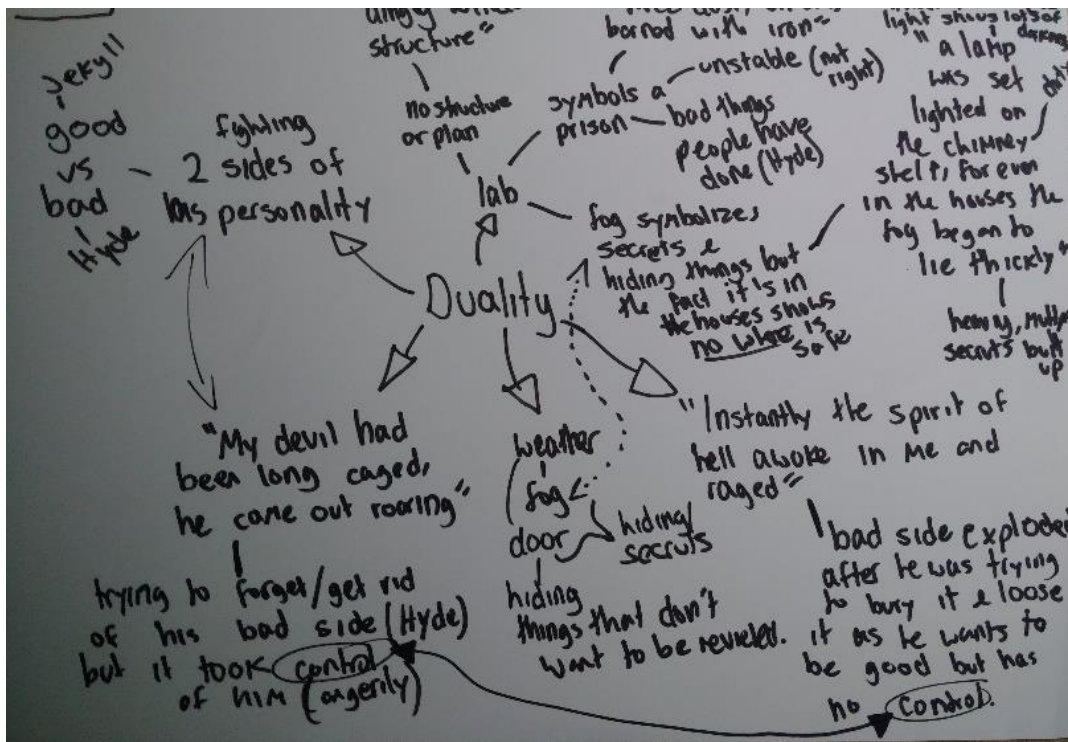 Jekyll
good
vs
bad
Hyde
fighting
2 sides of
his personality
structure"
no structure
or plan
lab
barred with iron"
symbols a
prison
unstable (not
right)
bad things
people have
done (Hyde)
fog symbolizes
secrets &
hiding things but
the fact it's in
the houses shows
no where is
safe
light shows lots of
darkness
"a lamp
was set
lighted on
the chimney
shelf, for even
in the houses the
fog began to
lie thickly"
heavy,
secrets built
up
Duality
"My devil had
been long caged,
he came out roaring"
trying to forget/get rid
of his bad side (Hyde)
but it took control
of him (angerily)
weather
fog
door
hiding/
secruts
hiding
things that don't
want to be reveled.
"Instantly the spirit of
hell awoke in me and
raged"
bad side exploded
after he was trying
to bury it & loose
it as he wants to
be good but has
no control.